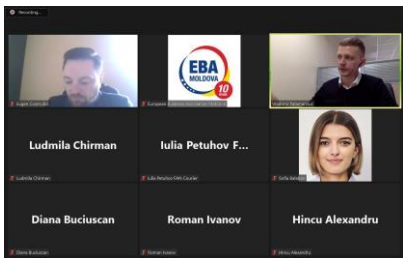 Recording...
EBA
MOLDOVA
10
Ludmila Chirman
Iulia Petuhov F...
Ludmila Chirman
Diana Buciuscan
Roman Ivanov
Hincu Alexandru
Diana Buciuscan
Roman Ivanov
Hincu Alexandru